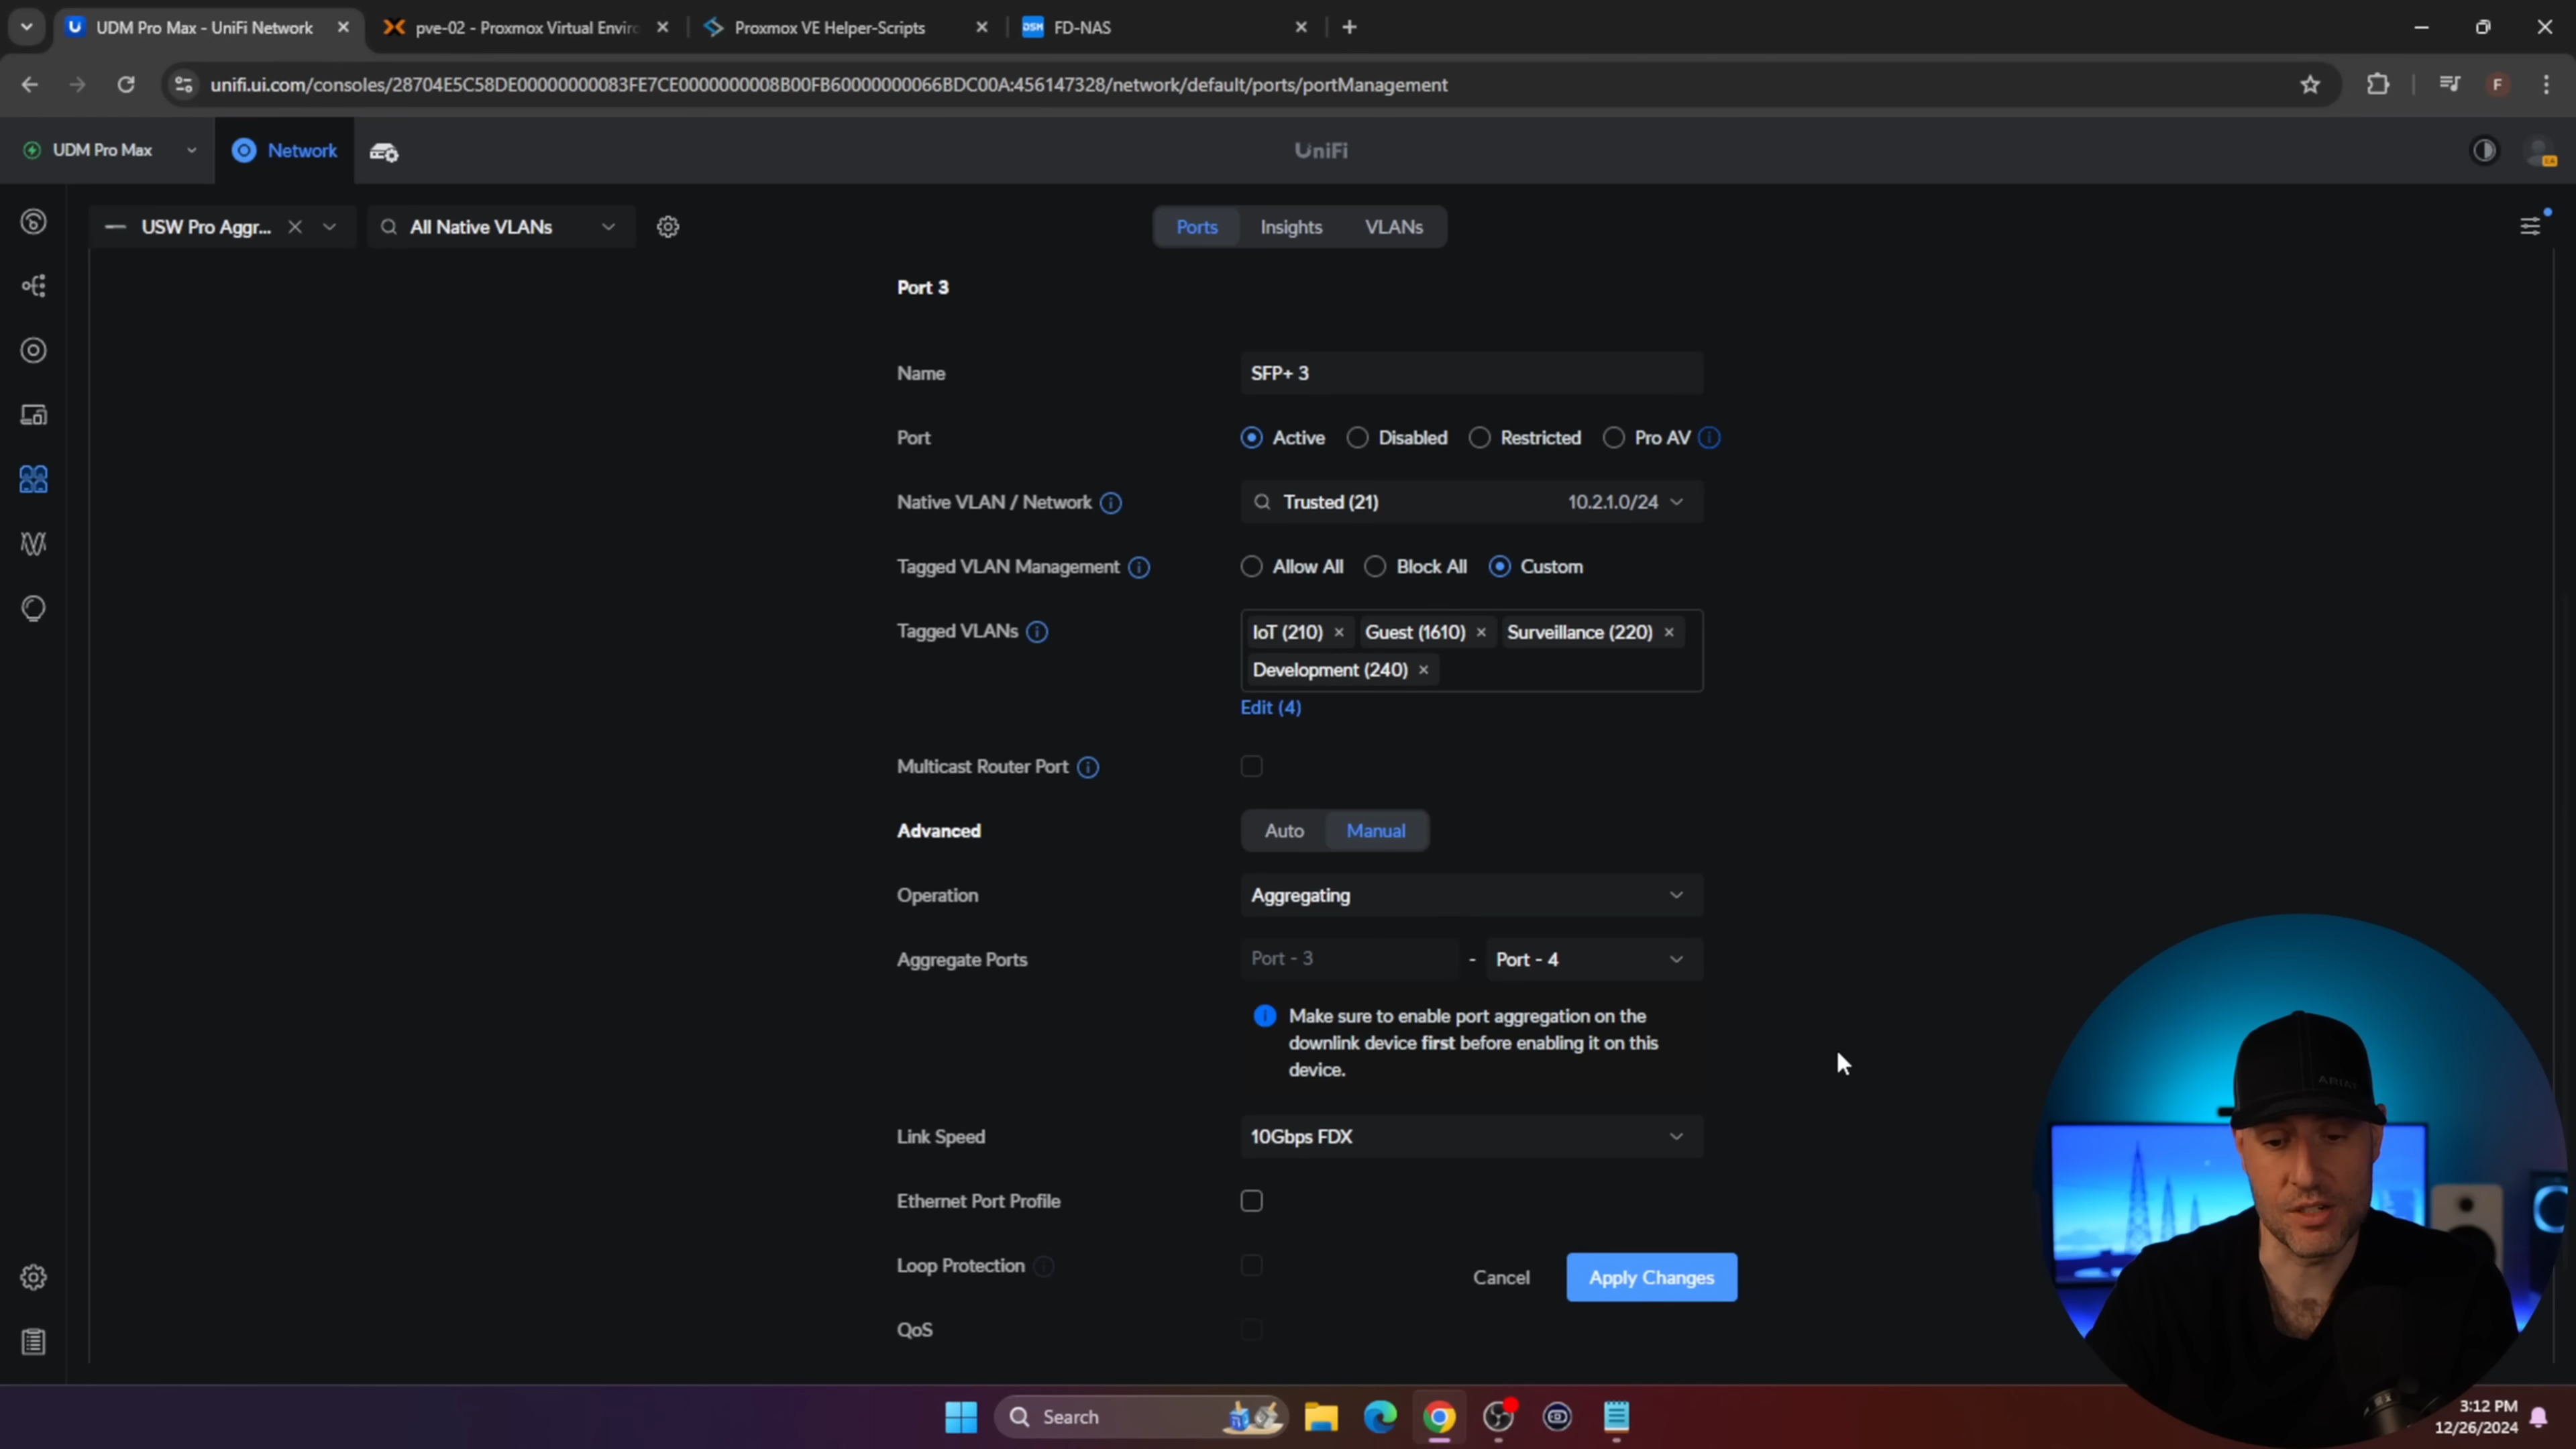 UDM Pro Max - UniFi Network
pve-02 - Proxmox Virtual Enviro
Proxmox VE Helper-Scripts
DSM FD-NAS
unifi.ui.com/consoles/28704E5C58DE00000000083FE7CE0000000008B00FB60000000066BDC00A:456147328/network/default/ports/portManagement
F
UDM Pro Max
Network
UniFi
EA
USW Pro Aggr...
All Native VLANs
Ports Insights VLANs
Port 3
Name SFP+ 3
Port Active Disabled Restricted Pro AV
Native VLAN / Network Trusted (21) 10.2.1.0/24
Tagged VLAN Management Allow All Block All Custom
Tagged VLANs IoT (210) Guest (1610) Surveillance (220)
Development (240)
Edit (4)
Multicast Router Port
Advanced Auto Manual
Operation Aggregating
Aggregate Ports Port - 3 - Port - 4
Make sure to enable port aggregation on the
downlink device first before enabling it on this
device.
Link Speed 10Gbps FDX
Ethernet Port Profile
Loop Protection
Cancel Apply Changes
QoS
ARIAT
Search
3:12 PM
12/26/2024